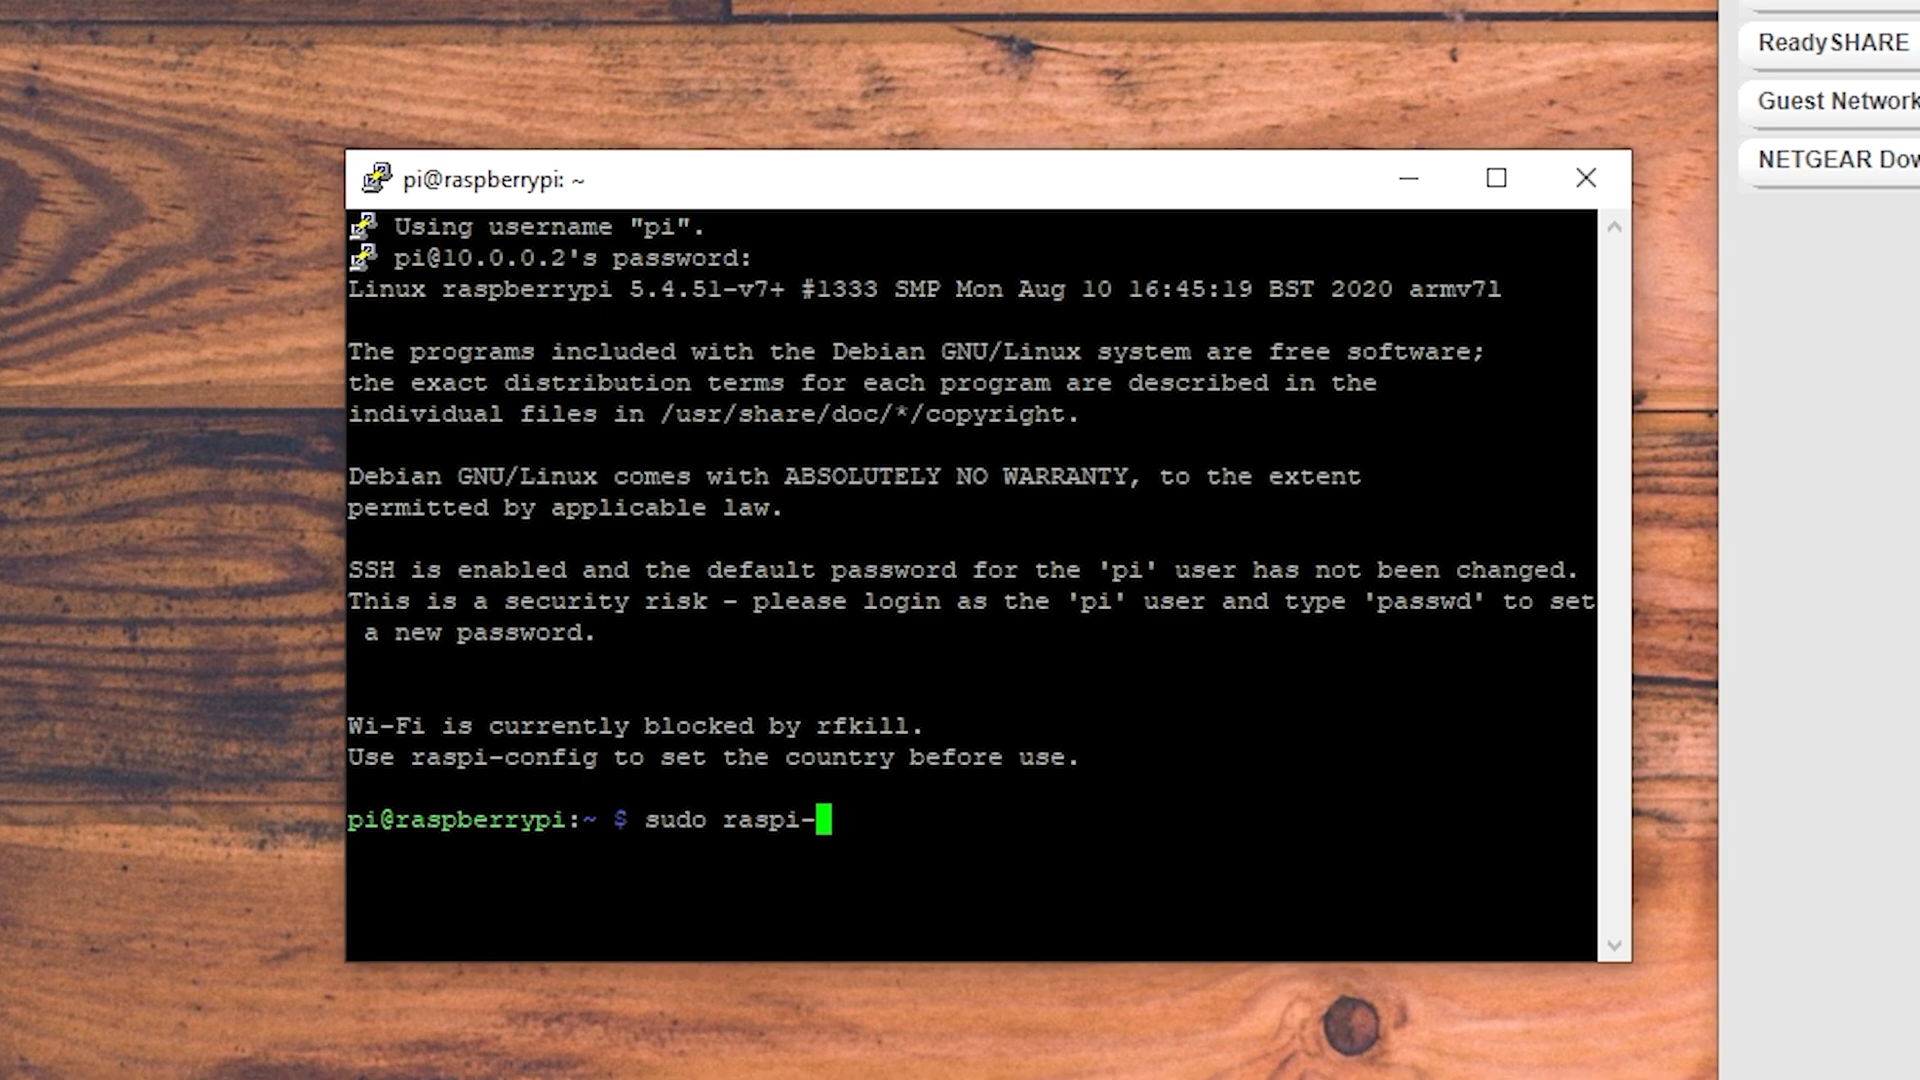 ReadySHARE
Guest Network
NETGEAR Dow
pi@raspberrypi: ~
Using username "pi".
pi@10.0.0.2's password:
Linux raspberrypi 5.4.51-v7+ #1333 SMP Mon Aug 10 16:45:19 BST 2020 armv7l
The programs included with the Debian GNU/Linux system are free software;
the exact distribution terms for each program are described in the
individual files in /usr/share/doc/*/copyright.
Debian GNU/Linux comes with ABSOLUTELY NO WARRANTY, to the extent
permitted by applicable law.
SSH is enabled and the default password for the 'pi' user has not been changed.
This is a security risk - please login as the 'pi' user and type 'passwd' to set
a new password.
Wi-Fi is currently blocked by rfkill.
Use raspi-config to set the country before use.
pi@raspberrypi:~ $ sudo raspi-